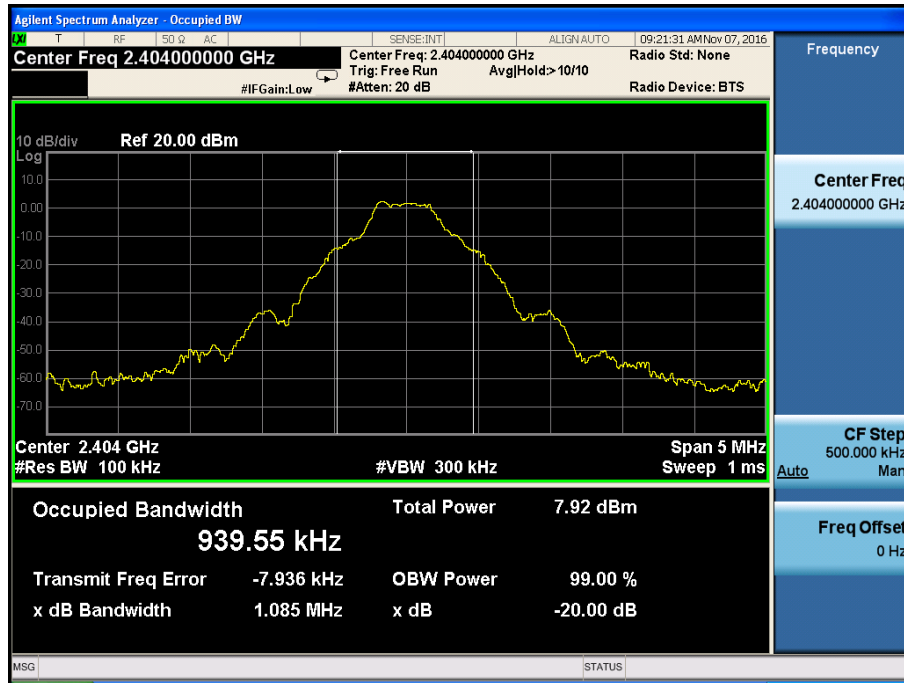 Agilent Spectrum Analyzer - Occupied BW
LXI T RF 50 Ω AC SENSE:INT ALIGN AUTO 09:21:31 AM Nov 07, 2016
Center Freq 2.404000000 GHz
Center Freq: 2.404000000 GHz Radio Std: None
Trig: Free Run Avg|Hold:> 10/10
#IFGain:Low #Atten: 20 dB Radio Device: BTS
Frequency
10 dB/div Ref 20.00 dBm
Log
10.0
0.00
-10.0
-20.0
-30.0
-40.0
-50.0
-60.0
-70.0
Center Freq
2.404000000 GHz
Center 2.404 GHz Span 5 MHz
#Res BW 100 kHz #VBW 300 kHz Sweep 1 ms
CF Step
500.000 kHz
Auto Man
Occupied Bandwidth Total Power 7.92 dBm
939.55 kHz
Transmit Freq Error -7.936 kHz OBW Power 99.00 %
x dB Bandwidth 1.085 MHz x dB -20.00 dB
Freq Offset
0 Hz
MSG STATUS